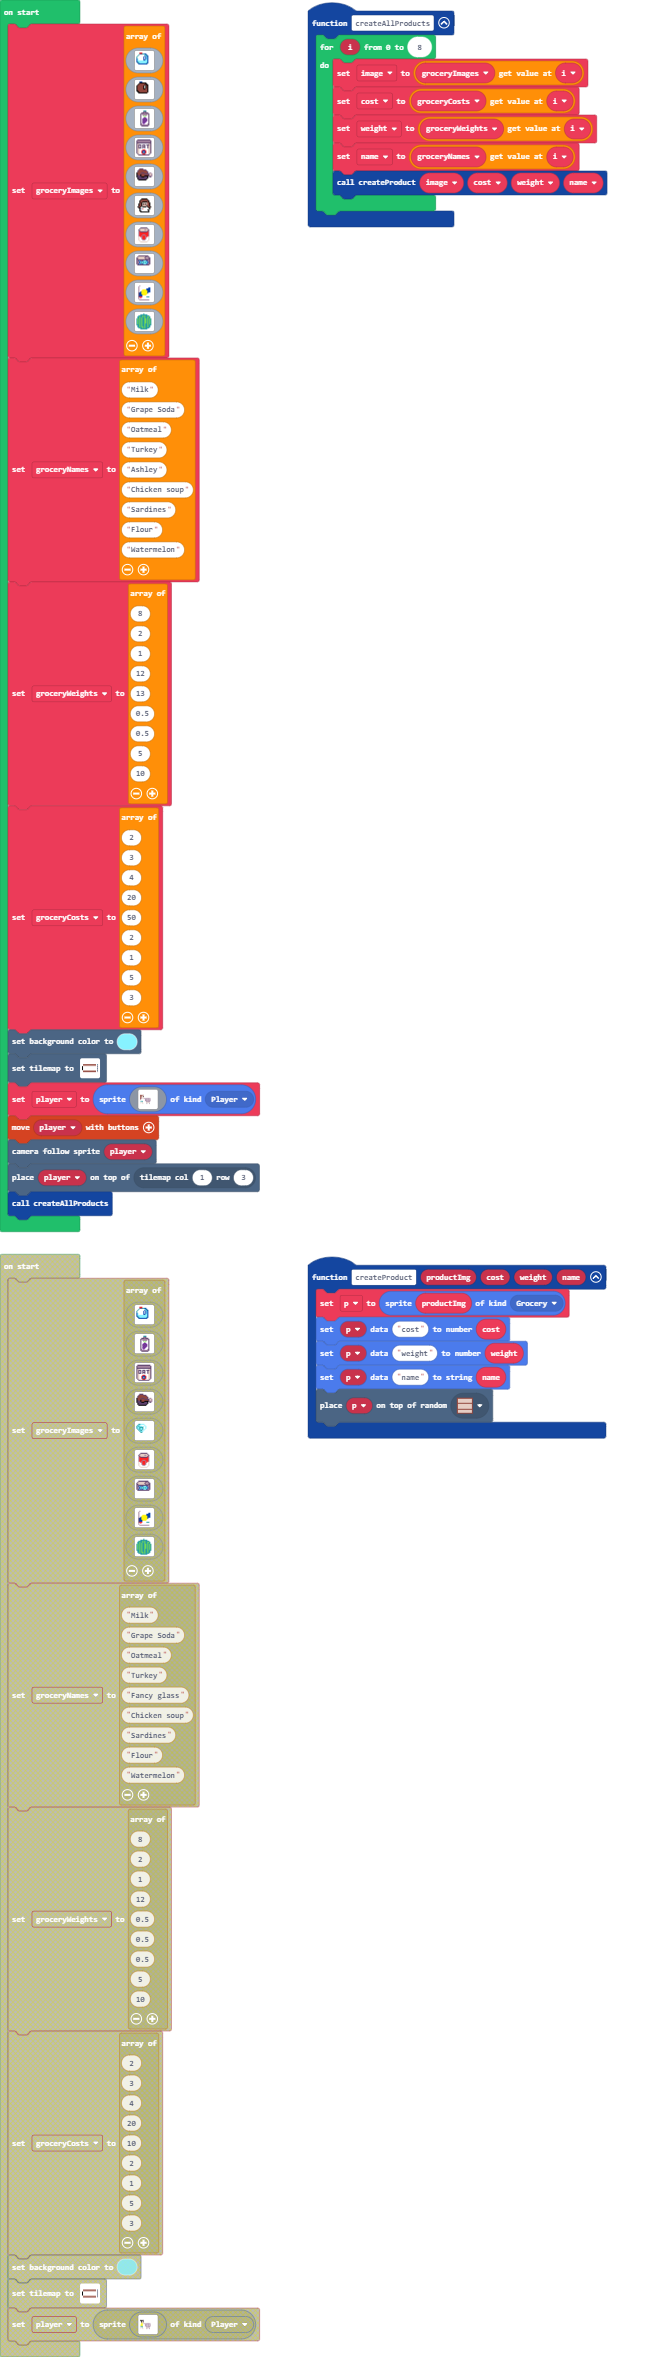 on start
set groceryImages to array of
set groceryNames to array of
"Milk"
"Grape Soda"
"Oatmeal"
"Turkey"
"Ashley"
"Chicken soup"
"Sardines"
"Flour"
"Watermelon"
set groceryWeights to array of
8
2
1
12
13
0.5
0.5
5
10
set groceryCosts to array of
2
3
4
20
50
2
1
5
3
set background color to
set tilemap to
set player to sprite of kind Player
move player with buttons
camera follow sprite player
place player on top of tilemap col 1 row 3
call createAllProducts
function createAllProducts
for i from 0 to 8
do
set image to groceryImages get value at i
set cost to groceryCosts get value at i
set weight to groceryWeights get value at i
set name to groceryNames get value at i
call createProduct image cost weight name
on start
set groceryImages to array of
set groceryNames to array of
"Milk"
"Grape Soda"
"Oatmeal"
"Turkey"
"Fancy glass"
"Chicken soup"
"Sardines"
"Flour"
"Watermelon"
set groceryWeights to array of
8
2
1
12
0.5
0.5
0.5
5
10
set groceryCosts to array of
2
3
4
20
10
2
1
5
3
set background color to
set tilemap to
set player to sprite of kind Player
function createProduct productImg cost weight name
set p to sprite productImg of kind Grocery
set p data "cost" to number cost
set p data "weight" to number weight
set p data "name" to string name
place p on top of random